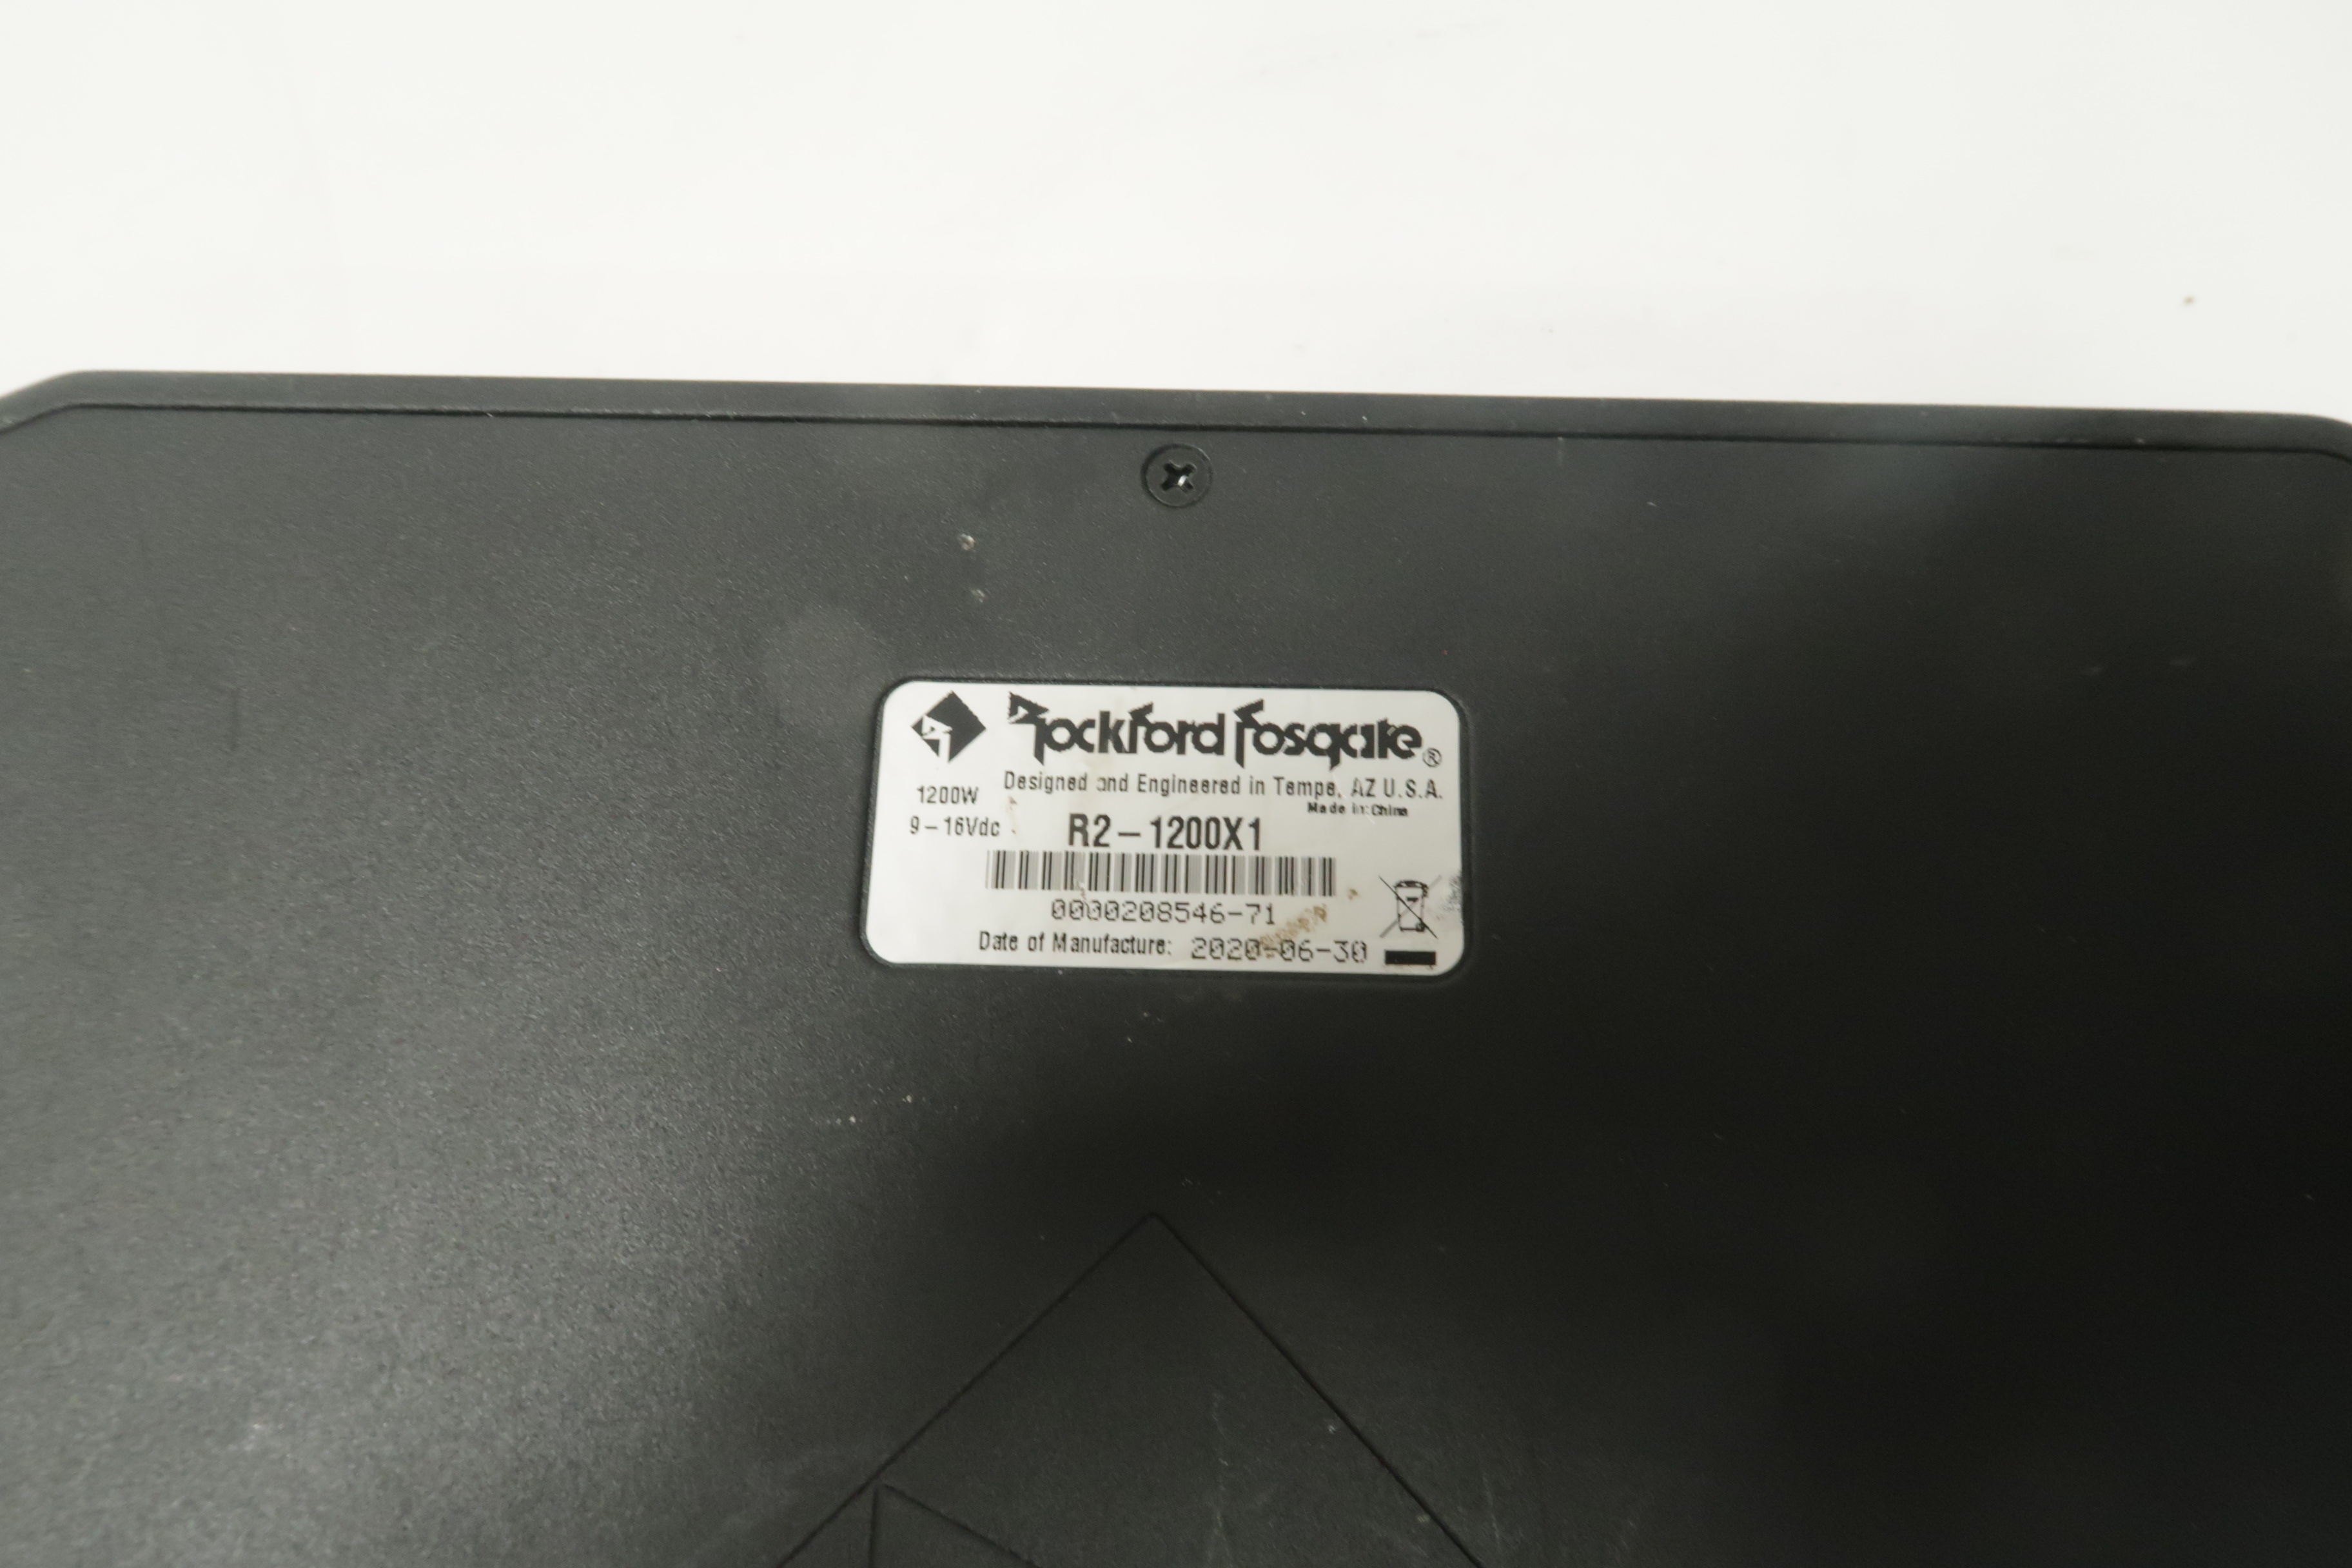 Rockford Fosgate®
Designed and Engineered in Tempe, AZ U.S.A.
Made in China
1200W
9-16Vdc
R2-1200X1
0000208546-71
Date of Manufacture: 2020-06-30